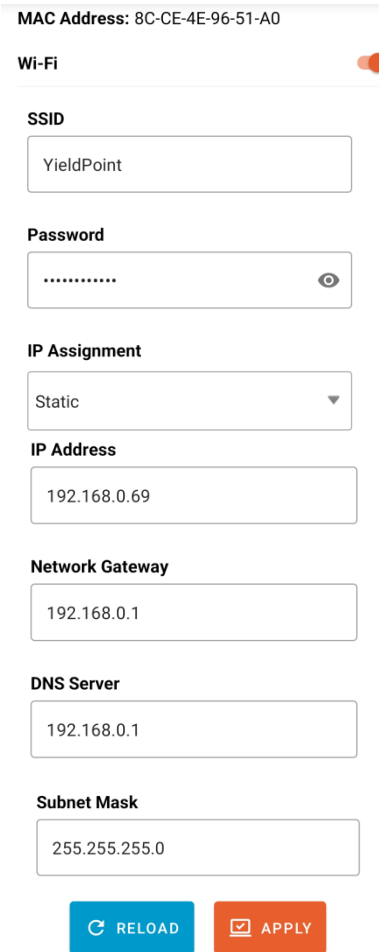 MAC Address: 8C-CE-4E-96-51-A0
Wi-Fi
SSID
YieldPoint
Password
••••••••••••
IP Assignment
Static
IP Address
192.168.0.69
Network Gateway
192.168.0.1
DNS Server
192.168.0.1
Subnet Mask
255.255.255.0
RELOAD APPLY